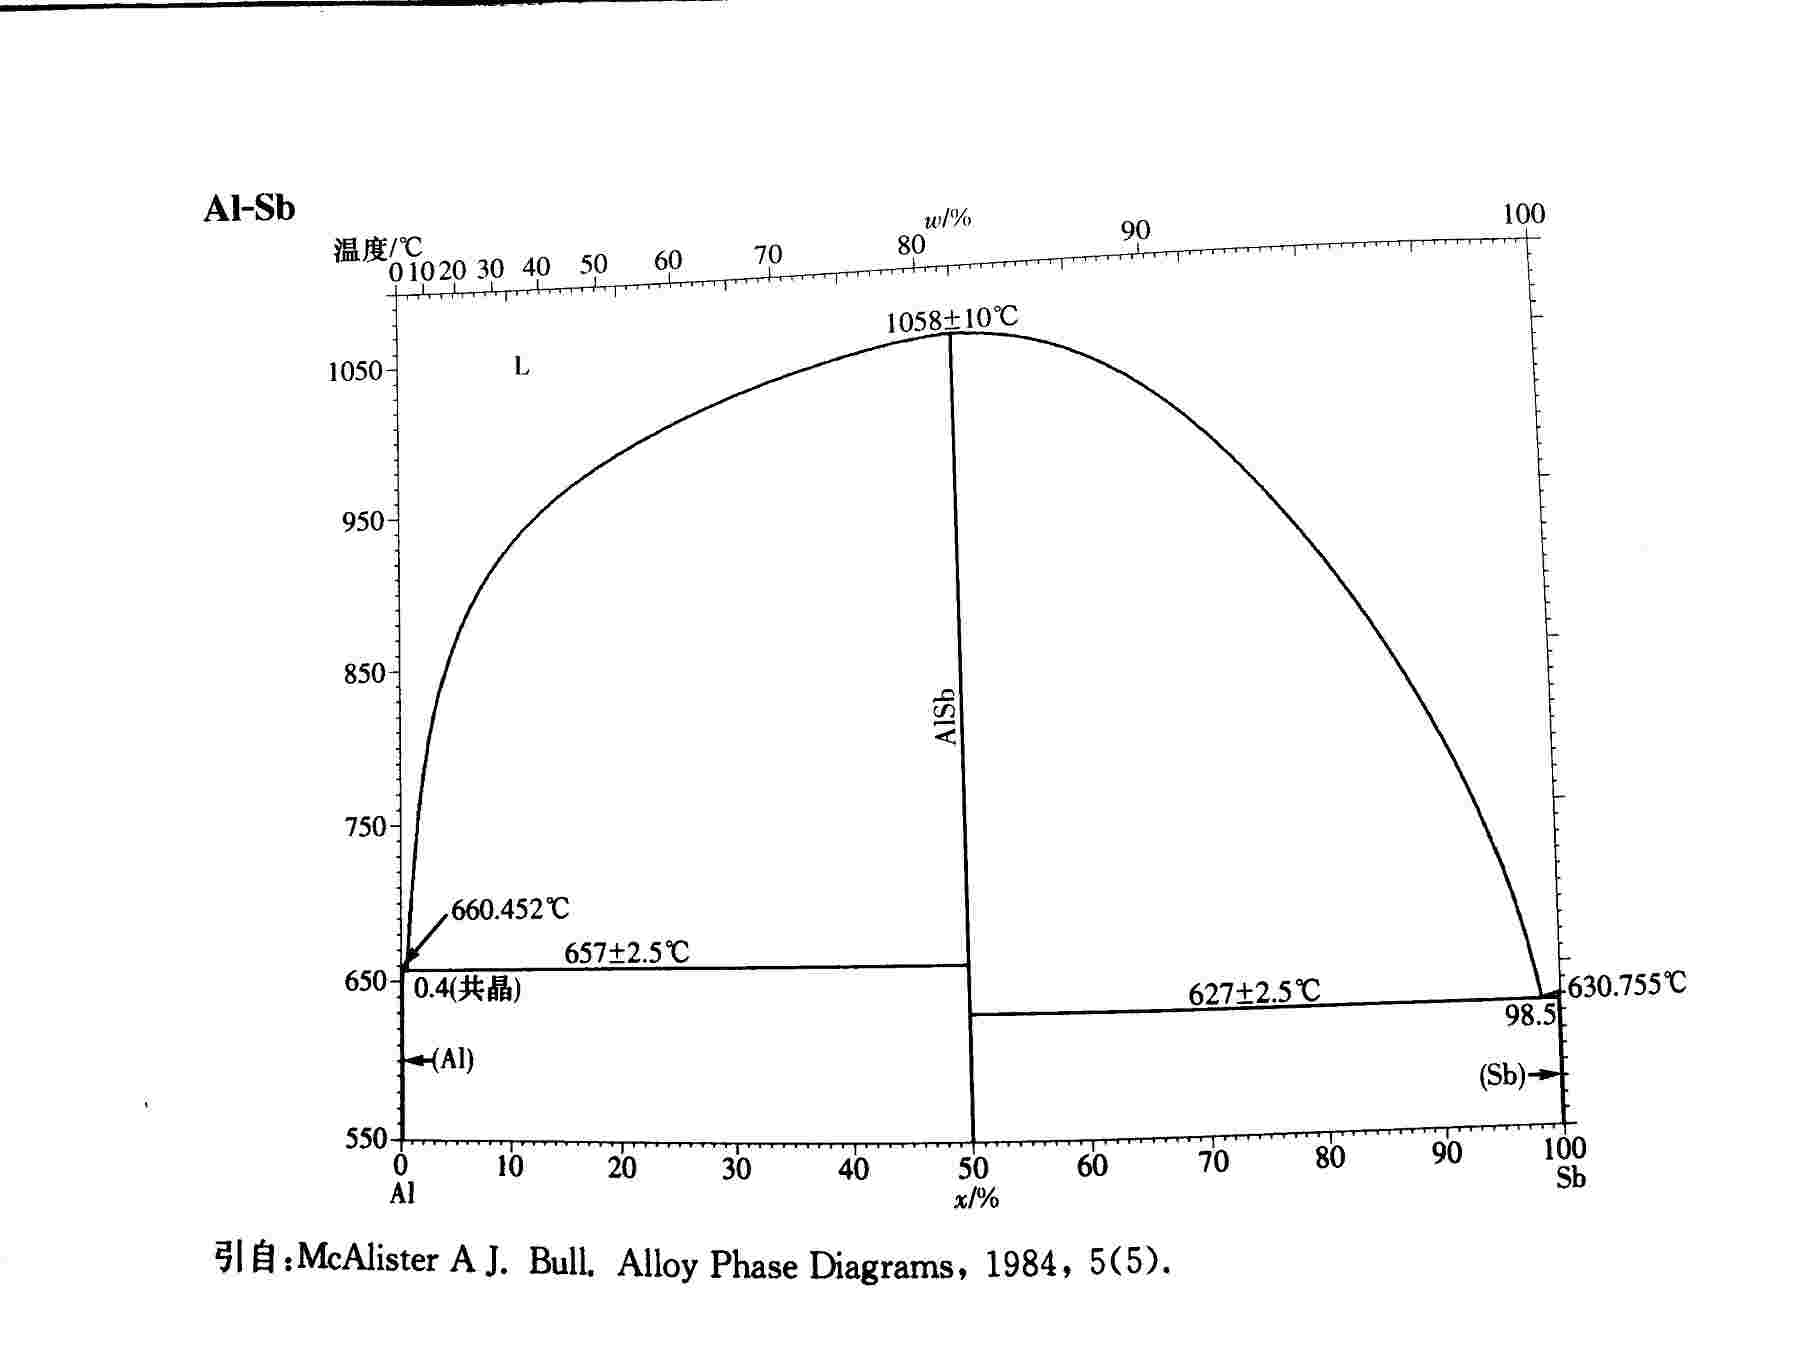 Al-Sb
w/%
温度/℃
0 10 20 30 40 50 60 70 80 90 100
1058±10℃
L
1050
950
850
AlSb
750
660.452℃
657±2.5℃
650
0.4(共晶)
627±2.5℃
630.755℃
98.5
(Al)
(Sb)
550
0 10 20 30 40 50 60 70 80 90 100
Al
x/%
Sb
引自:McAlister A J. Bull. Alloy Phase Diagrams, 1984, 5(5).